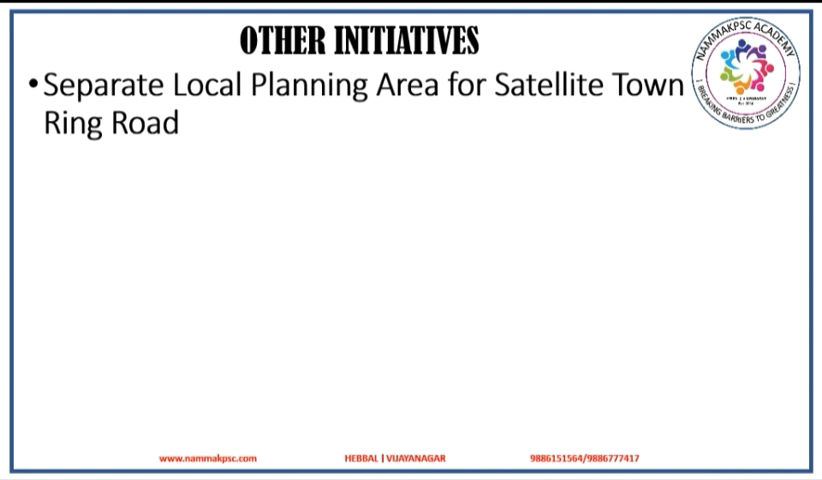 OTHER INITIATIVES
NAMMAKPSC ACADEMY
•Separate Local Planning Area for Satellite Town
Ring Road
| BREAKING BARRIERS TO GREATNESS |
www.nammakpsc.com
HEBBAL | VIJAYANAGAR
9886151564/9886777417